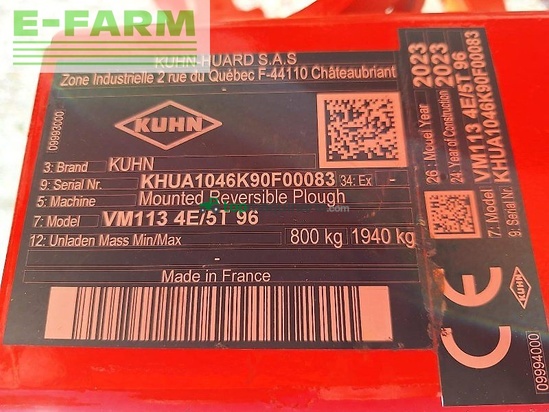 E-FARM
KUHN-HUARD S.A.S
Zone Industrielle 2 rue du Québec F-44110 Châteaubriant
09993000
KUHN
3: Brand KUHN
9: Serial Nr. KHUA1046K90F00083 34: Ex -
5: Machine Mounted Reversible Plough
7: Model VM113 4E/5T 96
12: Unladen Mass Min/Max 800 kg 1940 kg
-
Made in France
26: Model Year 2023
24: Year of Construction 2023
7: Model VM113 4E/5T 96
9: Serial Nr. KHUA1046K90F00083
CE
KUHN
09994000